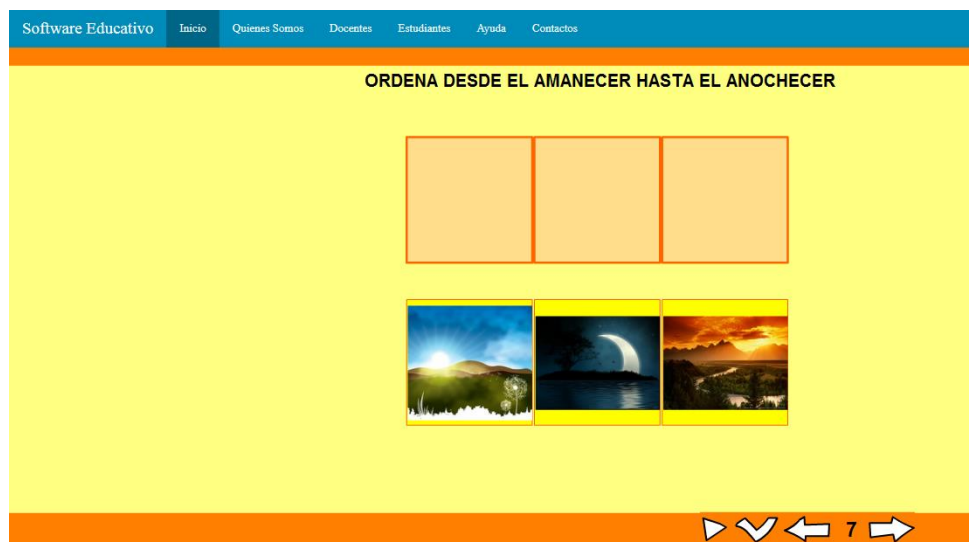 Software Educativo Inicio Quienes Somos Docentes Estudiantes Ayuda Contactos
ORDENA DESDE EL AMANECER HASTA EL ANOCHECER
7